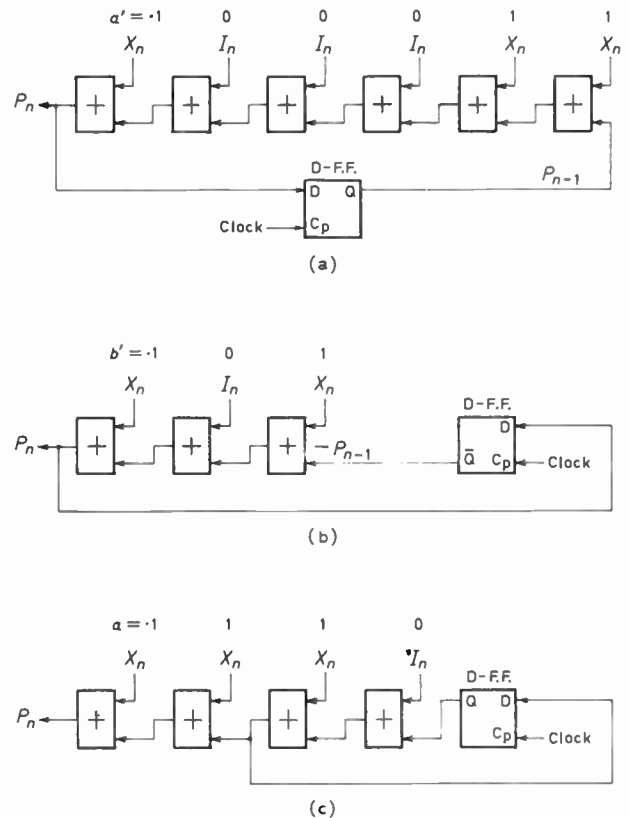 a' = ·1 0 0 0 1 1
Xn In In In Xn Xn
Pn + + + + + +
D-F.F.
D Q Pn-1
Clock Cp
(a)
b' = ·1 0 1
Xn In Xn
D-F.F.
Pn + + + – Pn-1 D
Q̄ Cp Clock
(b)
a = ·1 1 1 0
Xn Xn Xn In
D-F.F.
Pn + + + + Q D
Cp Clock
(c)